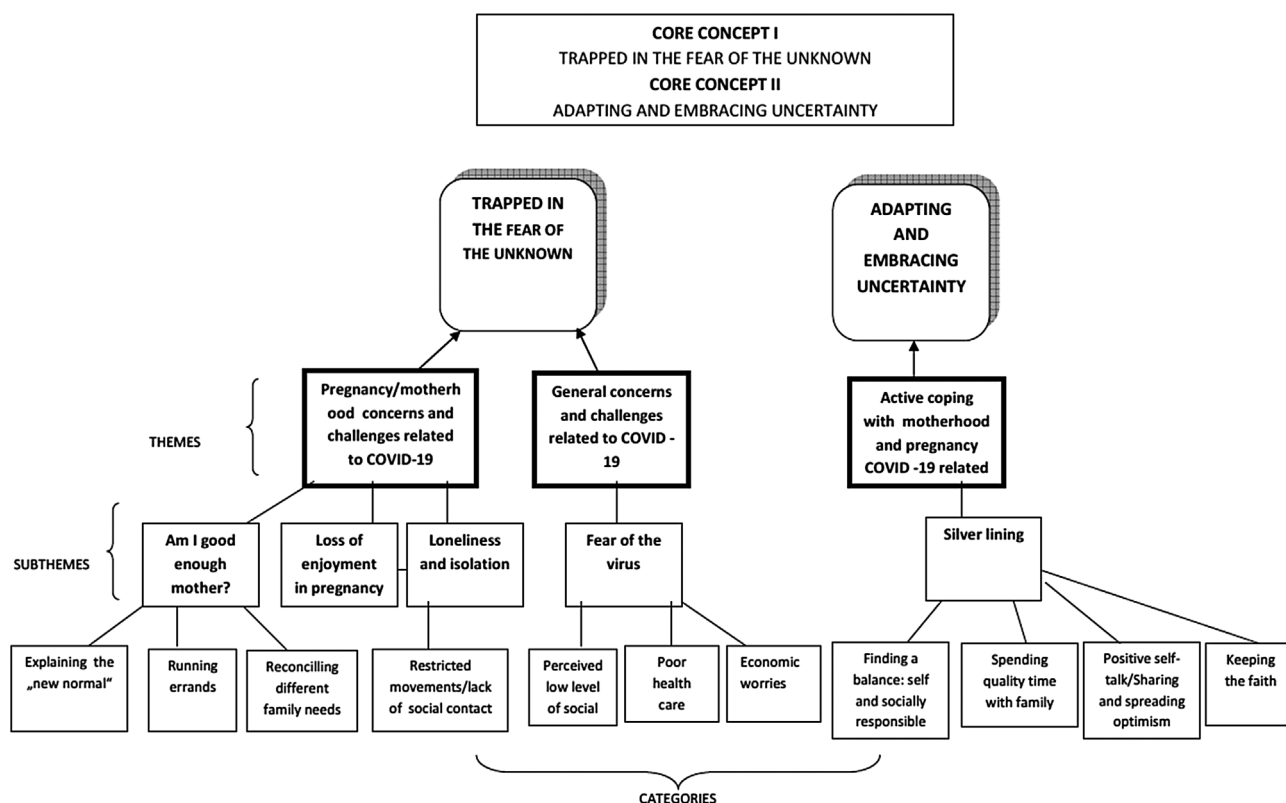 CORE CONCEPT I
TRAPPED IN THE FEAR OF THE UNKNOWN
CORE CONCEPT II
ADAPTING AND EMBRACING UNCERTAINTY
TRAPPED IN
THE FEAR OF
THE UNKNOWN
ADAPTING
AND
EMBRACING
UNCERTAINTY
THEMES
Pregnancy/motherh
ood concerns and
challenges related
to COVID-19
General concerns
and challenges
related to COVID -
19
Active coping
with motherhood
and pregnancy
COVID -19 related
SUBTHEMES
Am I good
enough
mother?
Loss of
enjoyment
in pregnancy
Loneliness
and isolation
Fear of the
virus
Silver lining
Explaining the
„new normal“
Running
errands
Reconcilling
different
family needs
Restricted
movements/lack
of social contact
Perceived
low level
of social
Poor
health
care
Economic
worries
Finding a
balance: self
and socially
responsible
Spending
quality time
with family
Positive self-
talk/Sharing
and spreading
optimism
Keeping
the faith
CATEGORIES